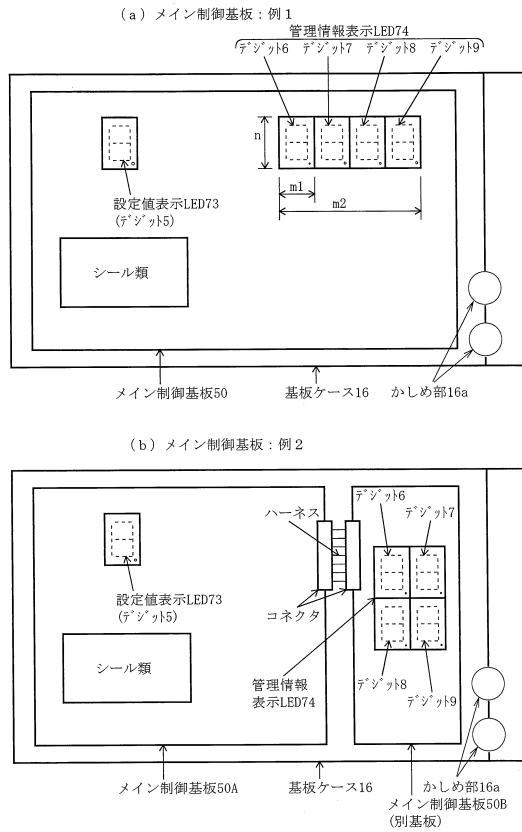 (a) メイン制御基板：例１
管理情報表示LED74
ﾃﾞｼﾞｯﾄ6 ﾃﾞｼﾞｯﾄ7 ﾃﾞｼﾞｯﾄ8 ﾃﾞｼﾞｯﾄ9
n
m1
m2
設定値表示LED73
(ﾃﾞｼﾞｯﾄ5)
シール類
メイン制御基板50
基板ケース16
かしめ部16a
(b) メイン制御基板：例２
ﾃﾞｼﾞｯﾄ6
ﾃﾞｼﾞｯﾄ7
ハーネス
設定値表示LED73
(ﾃﾞｼﾞｯﾄ5)
コネクタ
シール類
管理情報
表示LED74
ﾃﾞｼﾞｯﾄ8
ﾃﾞｼﾞｯﾄ9
メイン制御基板50A
基板ケース16
かしめ部16a
メイン制御基板50B
(別基板)